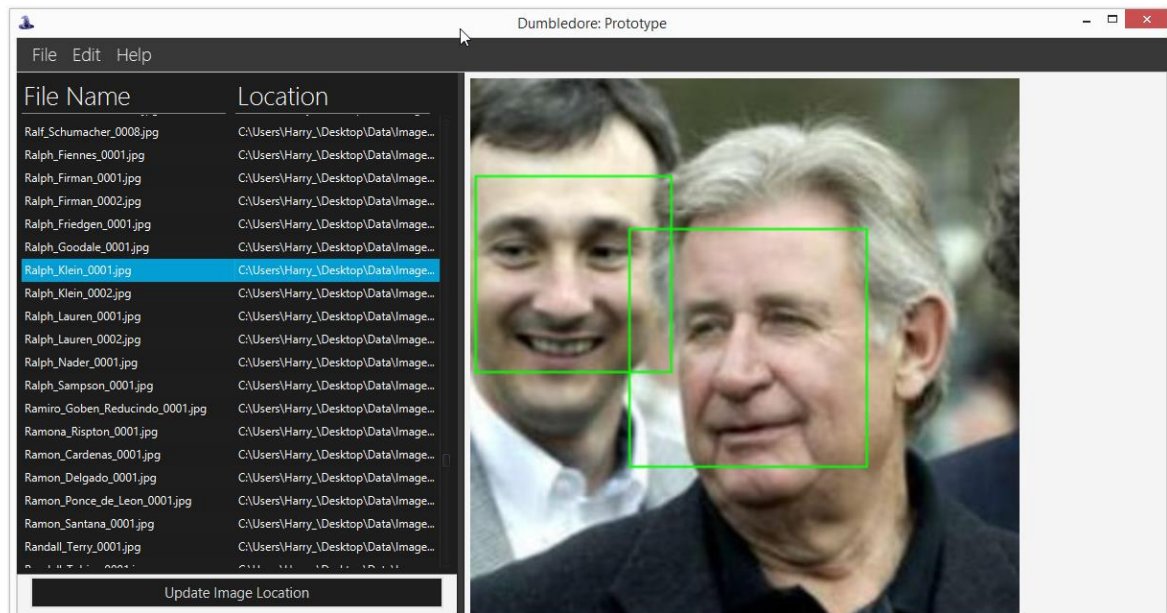 Dumbledore: Prototype
File Edit Help
File Name Location
Ralf_Schumacher_0008.jpg C:\Users\Harry_\Desktop\Data\Image...
Ralph_Fiennes_0001.jpg C:\Users\Harry_\Desktop\Data\Image...
Ralph_Firman_0001.jpg C:\Users\Harry_\Desktop\Data\Image...
Ralph_Firman_0002.jpg C:\Users\Harry_\Desktop\Data\Image...
Ralph_Friedgen_0001.jpg C:\Users\Harry_\Desktop\Data\Image...
Ralph_Goodale_0001.jpg C:\Users\Harry_\Desktop\Data\Image...
Ralph_Klein_0001.jpg C:\Users\Harry_\Desktop\Data\Image...
Ralph_Klein_0002.jpg C:\Users\Harry_\Desktop\Data\Image...
Ralph_Lauren_0001.jpg C:\Users\Harry_\Desktop\Data\Image...
Ralph_Lauren_0002.jpg C:\Users\Harry_\Desktop\Data\Image...
Ralph_Nader_0001.jpg C:\Users\Harry_\Desktop\Data\Image...
Ralph_Sampson_0001.jpg C:\Users\Harry_\Desktop\Data\Image...
Ramiro_Goben_Reducindo_0001.jpg C:\Users\Harry_\Desktop\Data\Image...
Ramona_Rispton_0001.jpg C:\Users\Harry_\Desktop\Data\Image...
Ramon_Cardenas_0001.jpg C:\Users\Harry_\Desktop\Data\Image...
Ramon_Delgado_0001.jpg C:\Users\Harry_\Desktop\Data\Image...
Ramon_Ponce_de_Leon_0001.jpg C:\Users\Harry_\Desktop\Data\Image...
Ramon_Santana_0001.jpg C:\Users\Harry_\Desktop\Data\Image...
Randall_Terry_0001.jpg C:\Users\Harry_\Desktop\Data\Image...
Update Image Location